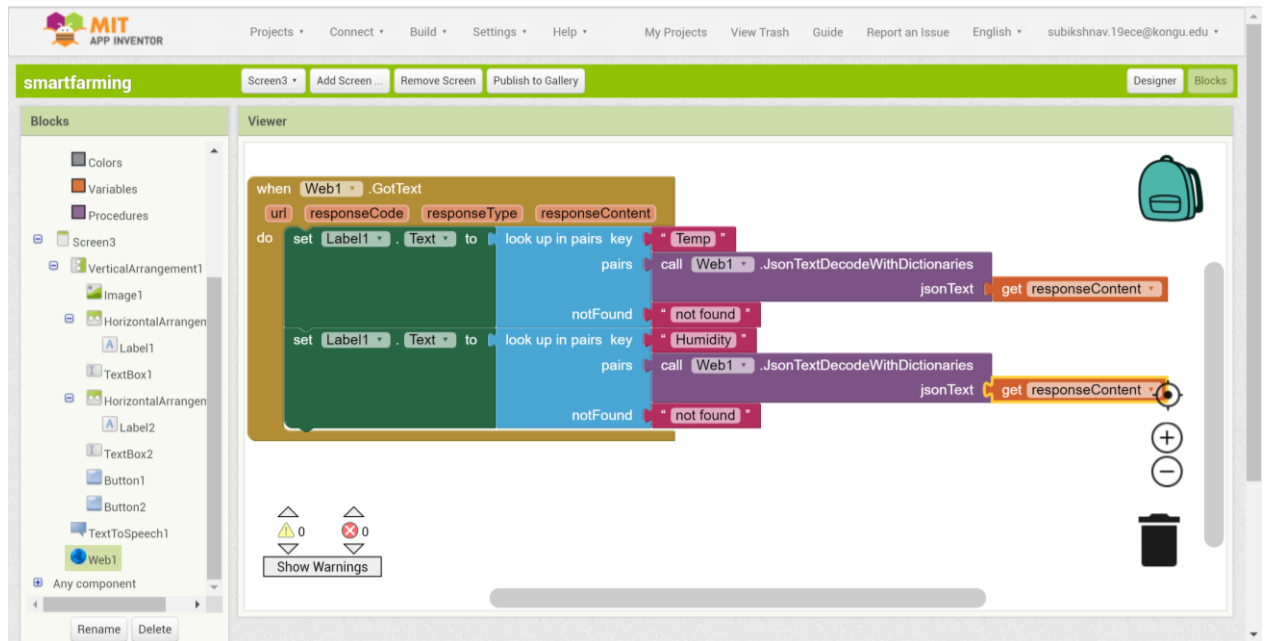 MIT
APP INVENTOR
Projects Connect Build Settings Help My Projects View Trash Guide Report an Issue English subikshnav.19ece@kongu.edu
smartfarming Screen3 Add Screen ... Remove Screen Publish to Gallery Designer Blocks
Blocks
Viewer
Colors
Variables
Procedures
Screen3
VerticalArrangement1
Image1
HorizontalArrangen
Label1
TextBox1
HorizontalArrangen
Label2
TextBox2
Button1
Button2
TextToSpeech1
Web1
Any component
Rename Delete
when Web1 .GotText
url responseCode responseType responseContent
do set Label1 . Text to look up in pairs key " Temp "
pairs call Web1 .JsonTextDecodeWithDictionaries
jsonText get responseContent
notFound " not found "
set Label1 . Text to look up in pairs key " Humidity "
pairs call Web1 .JsonTextDecodeWithDictionaries
jsonText get responseContent
notFound " not found "
0 0
Show Warnings